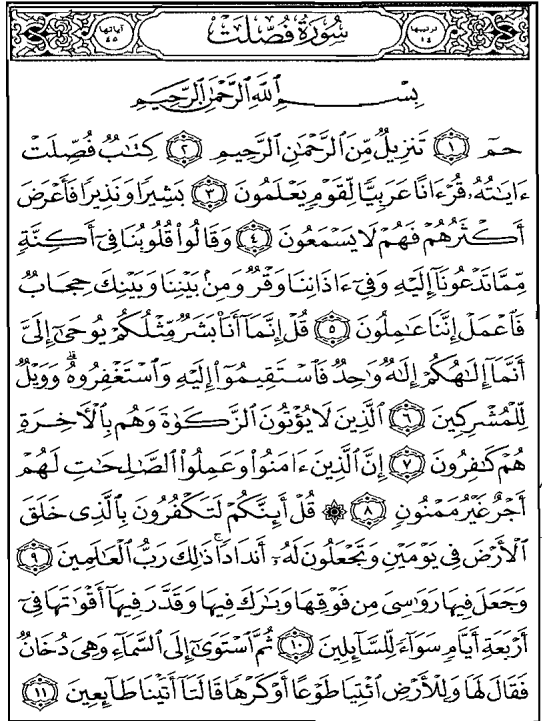 ترتيبها ٤١ سُورَةُ فُصِّلَتْ آياتها ٥٤
بِسْمِ ٱللَّهِ ٱلرَّحْمَٰنِ ٱلرَّحِيمِ
حمٓ ١ تَنزِيلٌ مِّنَ ٱلرَّحْمَٰنِ ٱلرَّحِيمِ ٢ كِتَٰبٌ فُصِّلَتْ
ءَايَٰتُهُۥ قُرْءَانًا عَرَبِيًّا لِّقَوْمٍ يَعْلَمُونَ ٣ بَشِيرًا وَنَذِيرًا فَأَعْرَضَ
أَكْثَرُهُمْ فَهُمْ لَا يَسْمَعُونَ ٤ وَقَالُوا۟ قُلُوبُنَا فِىٓ أَكِنَّةٍ
مِّمَّا تَدْعُونَآ إِلَيْهِ وَفِىٓ ءَاذَانِنَا وَقْرٌ وَمِنۢ بَيْنِنَا وَبَيْنِكَ حِجَابٌ
فَٱعْمَلْ إِنَّنَا عَٰمِلُونَ ٥ قُلْ إِنَّمَآ أَنَا۠ بَشَرٌ مِّثْلُكُمْ يُوحَىٰٓ إِلَىَّ
أَنَّمَآ إِلَٰهُكُمْ إِلَٰهٌ وَٰحِدٌ فَٱسْتَقِيمُوٓا۟ إِلَيْهِ وَٱسْتَغْفِرُوهُ ۗ وَوَيْلٌ
لِّلْمُشْرِكِينَ ٦ ٱلَّذِينَ لَا يُؤْتُونَ ٱلزَّكَوٰةَ وَهُم بِٱلْءَاخِرَةِ
هُمْ كَٰفِرُونَ ٧ إِنَّ ٱلَّذِينَ ءَامَنُوا۟ وَعَمِلُوا۟ ٱلصَّٰلِحَٰتِ لَهُمْ
أَجْرٌ غَيْرُ مَمْنُونٍ ٨ ۞ قُلْ أَئِنَّكُمْ لَتَكْفُرُونَ بِٱلَّذِى خَلَقَ
ٱلْأَرْضَ فِى يَوْمَيْنِ وَتَجْعَلُونَ لَهُۥٓ أَندَادًا ۚ ذَٰلِكَ رَبُّ ٱلْعَٰلَمِينَ ٩
وَجَعَلَ فِيهَا رَوَٰسِىَ مِن فَوْقِهَا وَبَٰرَكَ فِيهَا وَقَدَّرَ فِيهَآ أَقْوَٰتَهَا فِىٓ
أَرْبَعَةِ أَيَّامٍ سَوَآءً لِّلسَّآئِلِينَ ١٠ ثُمَّ ٱسْتَوَىٰٓ إِلَى ٱلسَّمَآءِ وَهِىَ دُخَانٌ
فَقَالَ لَهَا وَلِلْأَرْضِ ٱئْتِيَا طَوْعًا أَوْ كَرْهًا قَالَتَآ أَتَيْنَا طَآئِعِينَ ١١